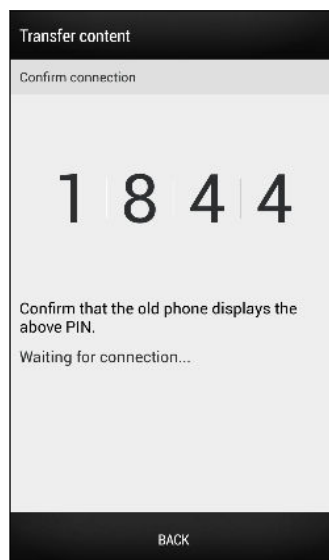 Transfer content
Confirm connection
1 8 4 4
Confirm that the old phone displays the
above PIN.
Waiting for connection...
BACK